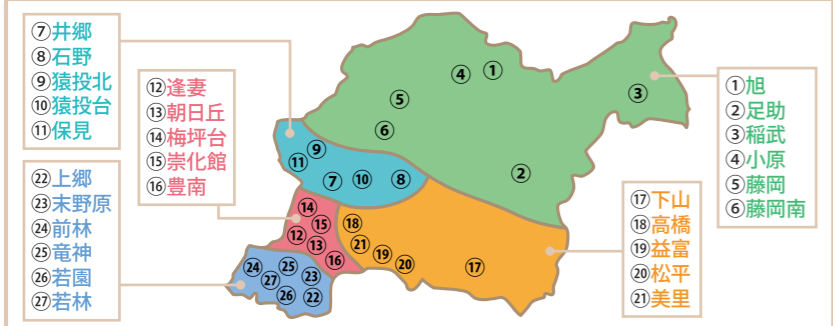 ⑦井郷
⑧石野
⑨猿投北
⑩猿投台
⑪保見
⑫逢妻
⑬朝日丘
⑭梅坪台
⑮崇化館
⑯豊南
㉒上郷
㉓末野原
㉔前林
㉕竜神
㉖若園
㉗若林
①旭
②足助
③稲武
④小原
⑤藤岡
⑥藤岡南
⑰下山
⑱高橋
⑲益富
⑳松平
㉑美里
④
①
⑤
③
⑥
⑨
⑪
⑦
⑩
⑧
②
⑭
⑮
⑫
⑬
⑯
⑱
㉑
⑲
⑳
⑰
㉔
㉕
㉗
㉓
㉖
㉒